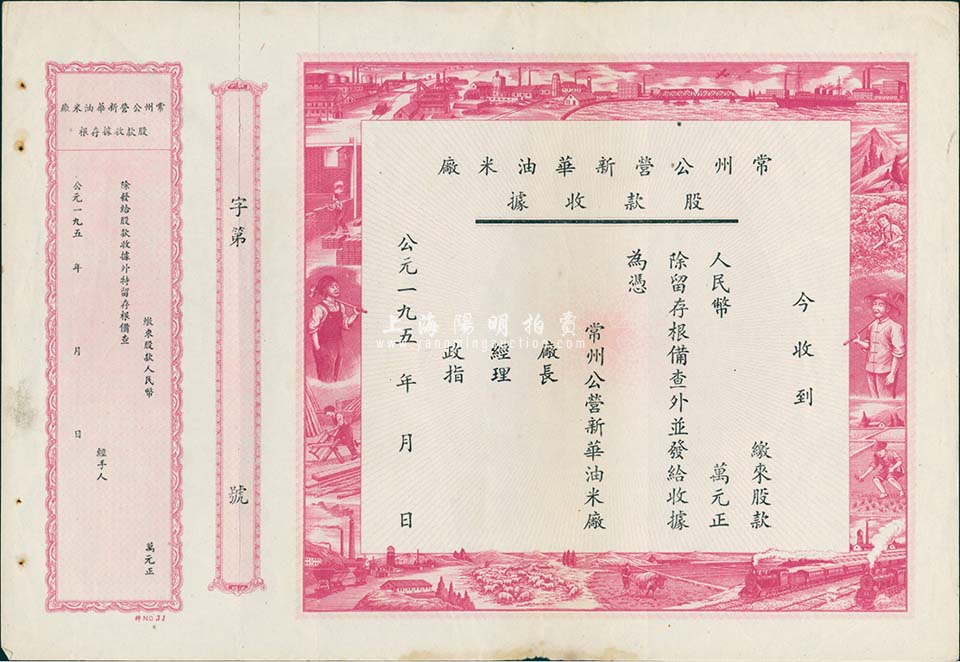 常州公營新華油米廠
股款收據
今收到
繳來股款
人民幣 萬元正
除留存根備查外並發給收據
為憑
常州公營新華油米廠
廠長
經理
政指
公元一九五 年 月 日
字第 號
常州公營新華油米廠
股款收據存根
繳來股款人民幣 萬元正
除發給股款收據外特留存根備查
經手人
公元一九五 年 月 日
NO 31
上海陽明拍賣